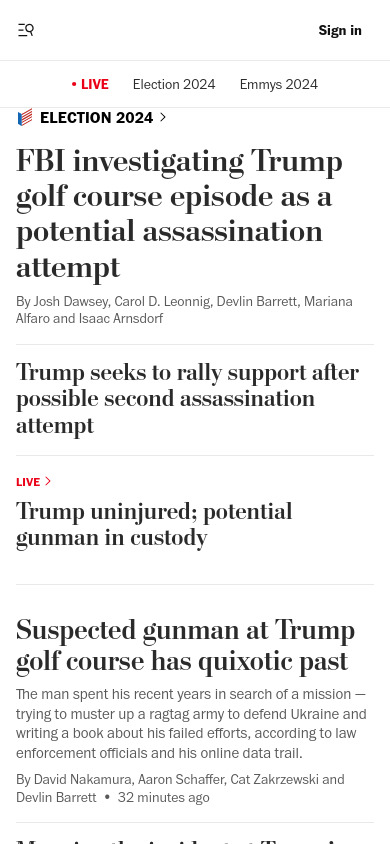 Sign in
• LIVE Election 2024 Emmys 2024
ELECTION 2024 >
FBI investigating Trump
golf course episode as a
potential assassination
attempt
By Josh Dawsey, Carol D. Leonnig, Devlin Barrett, Mariana
Alfaro and Isaac Arnsdorf
Trump seeks to rally support after
possible second assassination
attempt
LIVE >
Trump uninjured; potential
gunman in custody
Suspected gunman at Trump
golf course has quixotic past
The man spent his recent years in search of a mission —
trying to muster up a ragtag army to defend Ukraine and
writing a book about his failed efforts, according to law
enforcement officials and his online data trail.
By David Nakamura, Aaron Schaffer, Cat Zakrzewski and
Devlin Barrett • 32 minutes ago